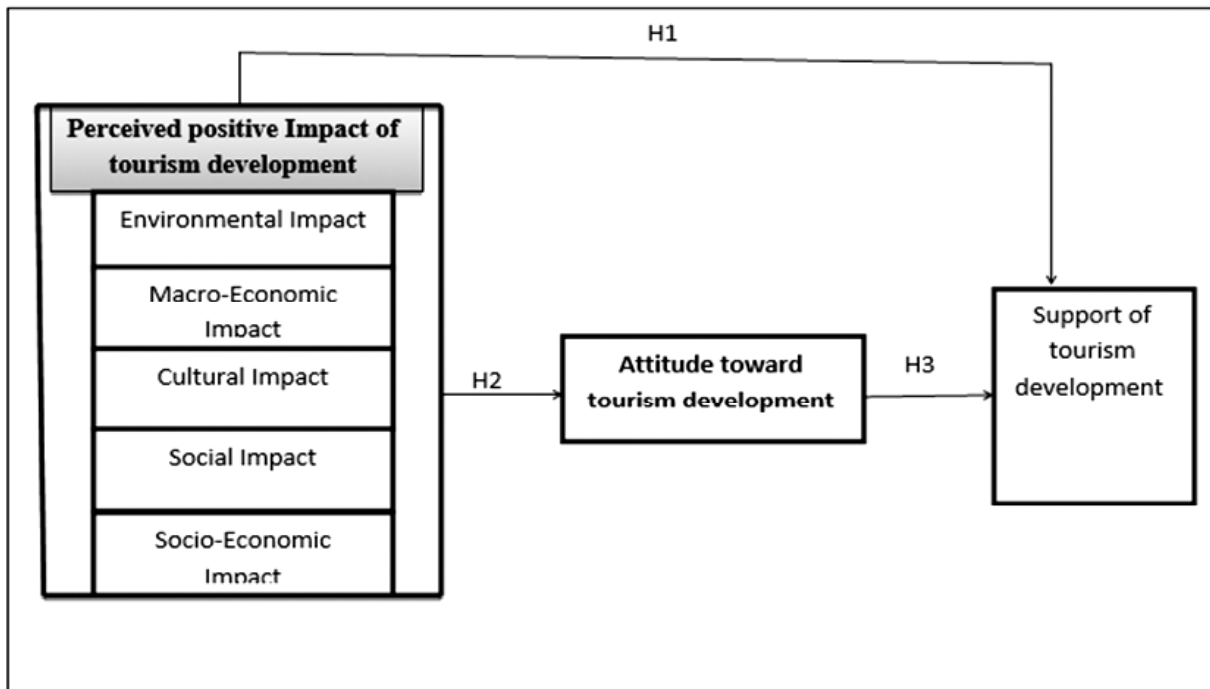 H1
Perceived positive Impact of
tourism development
Environmental Impact
Macro-Economic
Impact
Cultural Impact
Social Impact
Socio-Economic
Impact
H2
Attitude toward
tourism development
H3
Support of
tourism
development